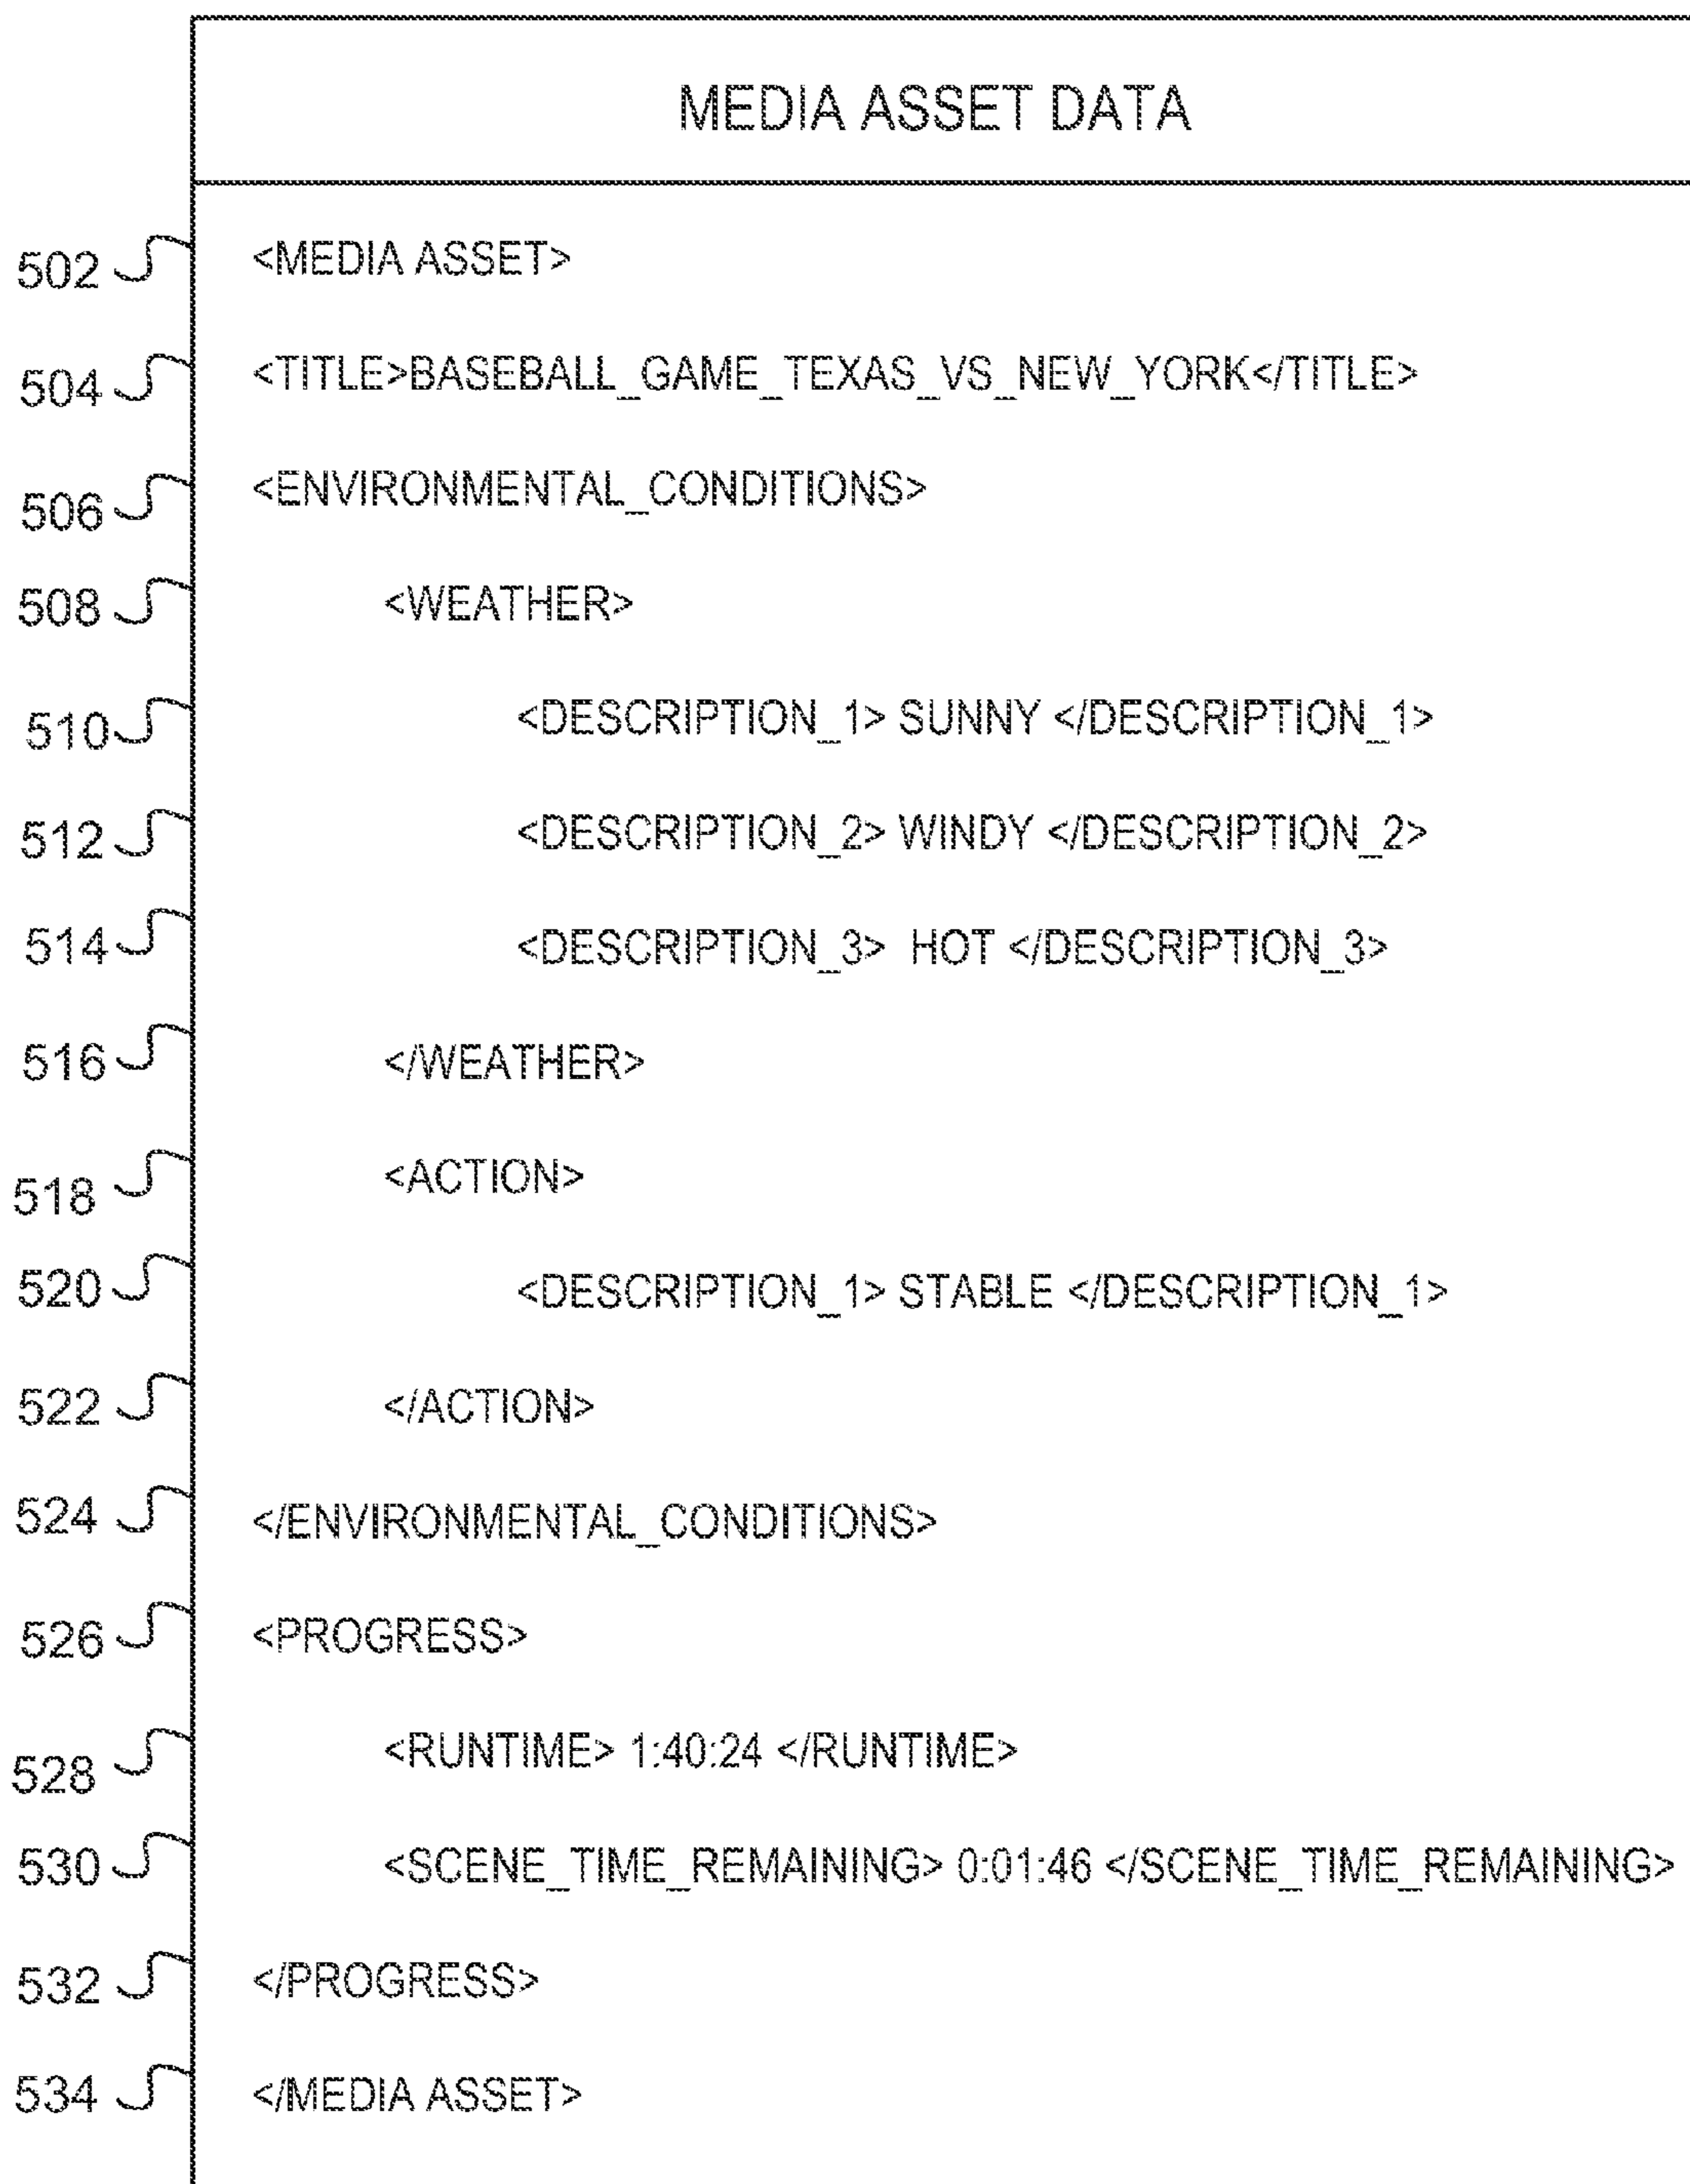 MEDIA ASSET DATA
502 <MEDIA ASSET>
504 <TITLE>BASEBALL_GAME_TEXAS_VS_NEW_YORK</TITLE>
506 <ENVIRONMENTAL_CONDITIONS>
508 <WEATHER>
510 <DESCRIPTION_1> SUNNY </DESCRIPTION_1>
512 <DESCRIPTION_2> WINDY </DESCRIPTION_2>
514 <DESCRIPTION_3> HOT </DESCRIPTION_3>
516 </WEATHER>
518 <ACTION>
520 <DESCRIPTION_1> STABLE </DESCRIPTION_1>
522 </ACTION>
524 </ENVIRONMENTAL_CONDITIONS>
526 <PROGRESS>
528 <RUNTIME> 1:40:24 </RUNTIME>
530 <SCENE_TIME_REMAINING> 0:01:46 </SCENE_TIME_REMAINING>
532 </PROGRESS>
534 </MEDIA ASSET>